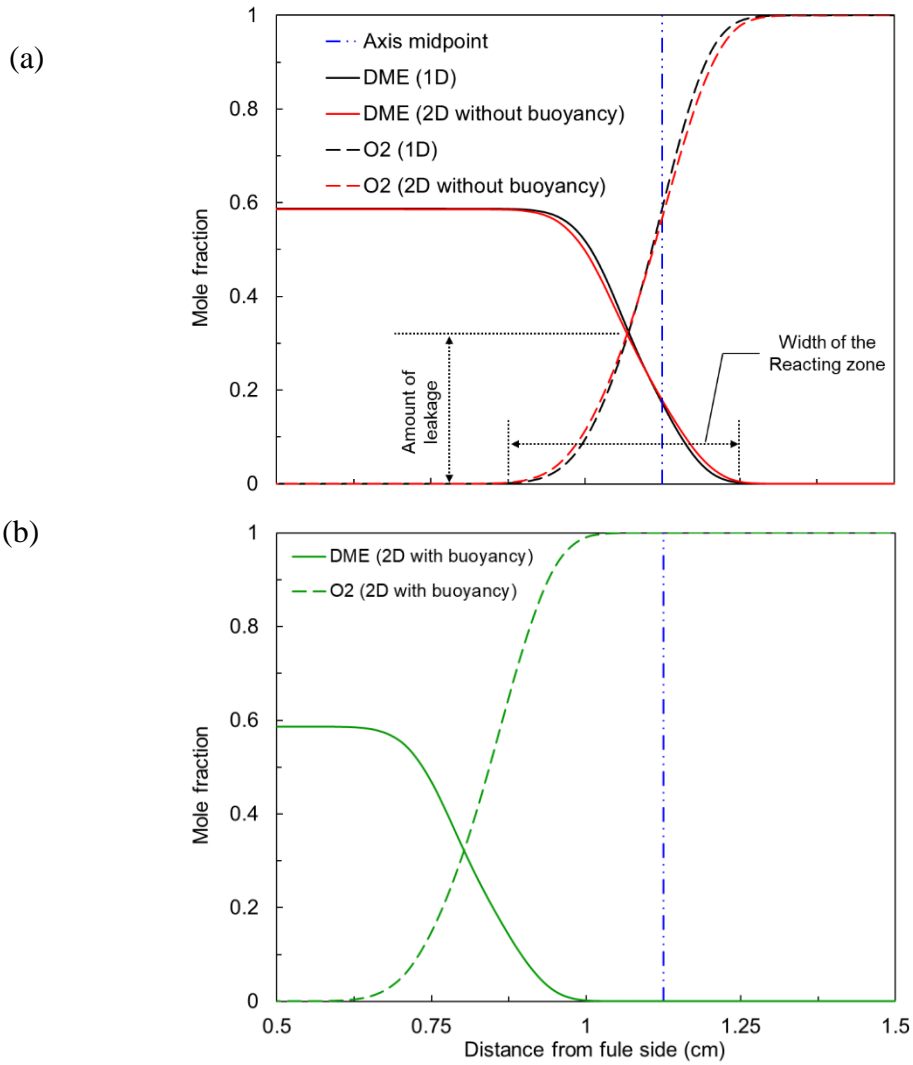 (a)
1
0.8
0.6
0.4
0.2
0
Mole fraction
Axis midpoint
DME (1D)
DME (2D without buoyancy)
O2 (1D)
O2 (2D without buoyancy)
Width of the
Reacting zone
Amount of
leakage
(b)
1
0.8
0.6
0.4
0.2
0
Mole fraction
DME (2D with buoyancy)
O2 (2D with buoyancy)
0.5
0.75
1
1.25
1.5
Distance from fule side (cm)